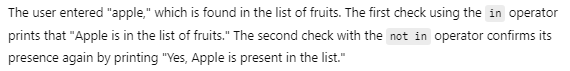 The user entered "apple," which is found in the list of fruits. The first check using the in operator
prints that "Apple is in the list of fruits." The second check with the not in operator confirms its
presence again by printing "Yes, Apple is present in the list."